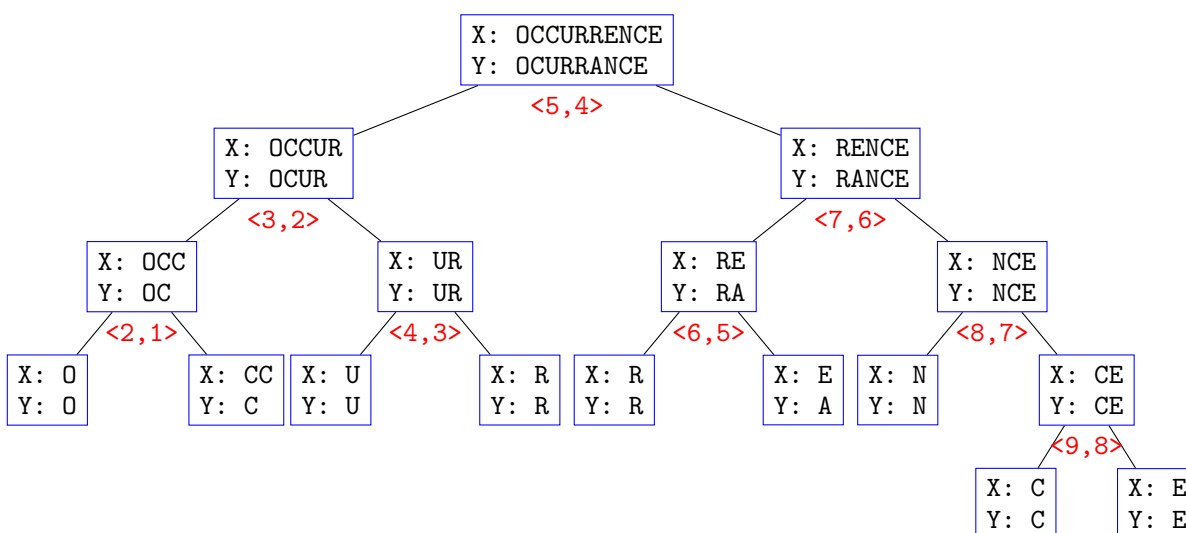 X: OCCURRENCE
Y: OCURRANCE
<5,4>
X: OCCUR
Y: OCUR
X: RENCE
Y: RANCE
<3,2>
<7,6>
X: OCC
Y: OC
X: UR
Y: UR
X: RE
Y: RA
X: NCE
Y: NCE
<2,1>
<4,3>
<6,5>
<8,7>
X: O
Y: O
X: CC
Y: C
X: U
Y: U
X: R
Y: R
X: R
Y: R
X: E
Y: A
X: N
Y: N
X: CE
Y: CE
<9,8>
X: C
Y: C
X: E
Y: E